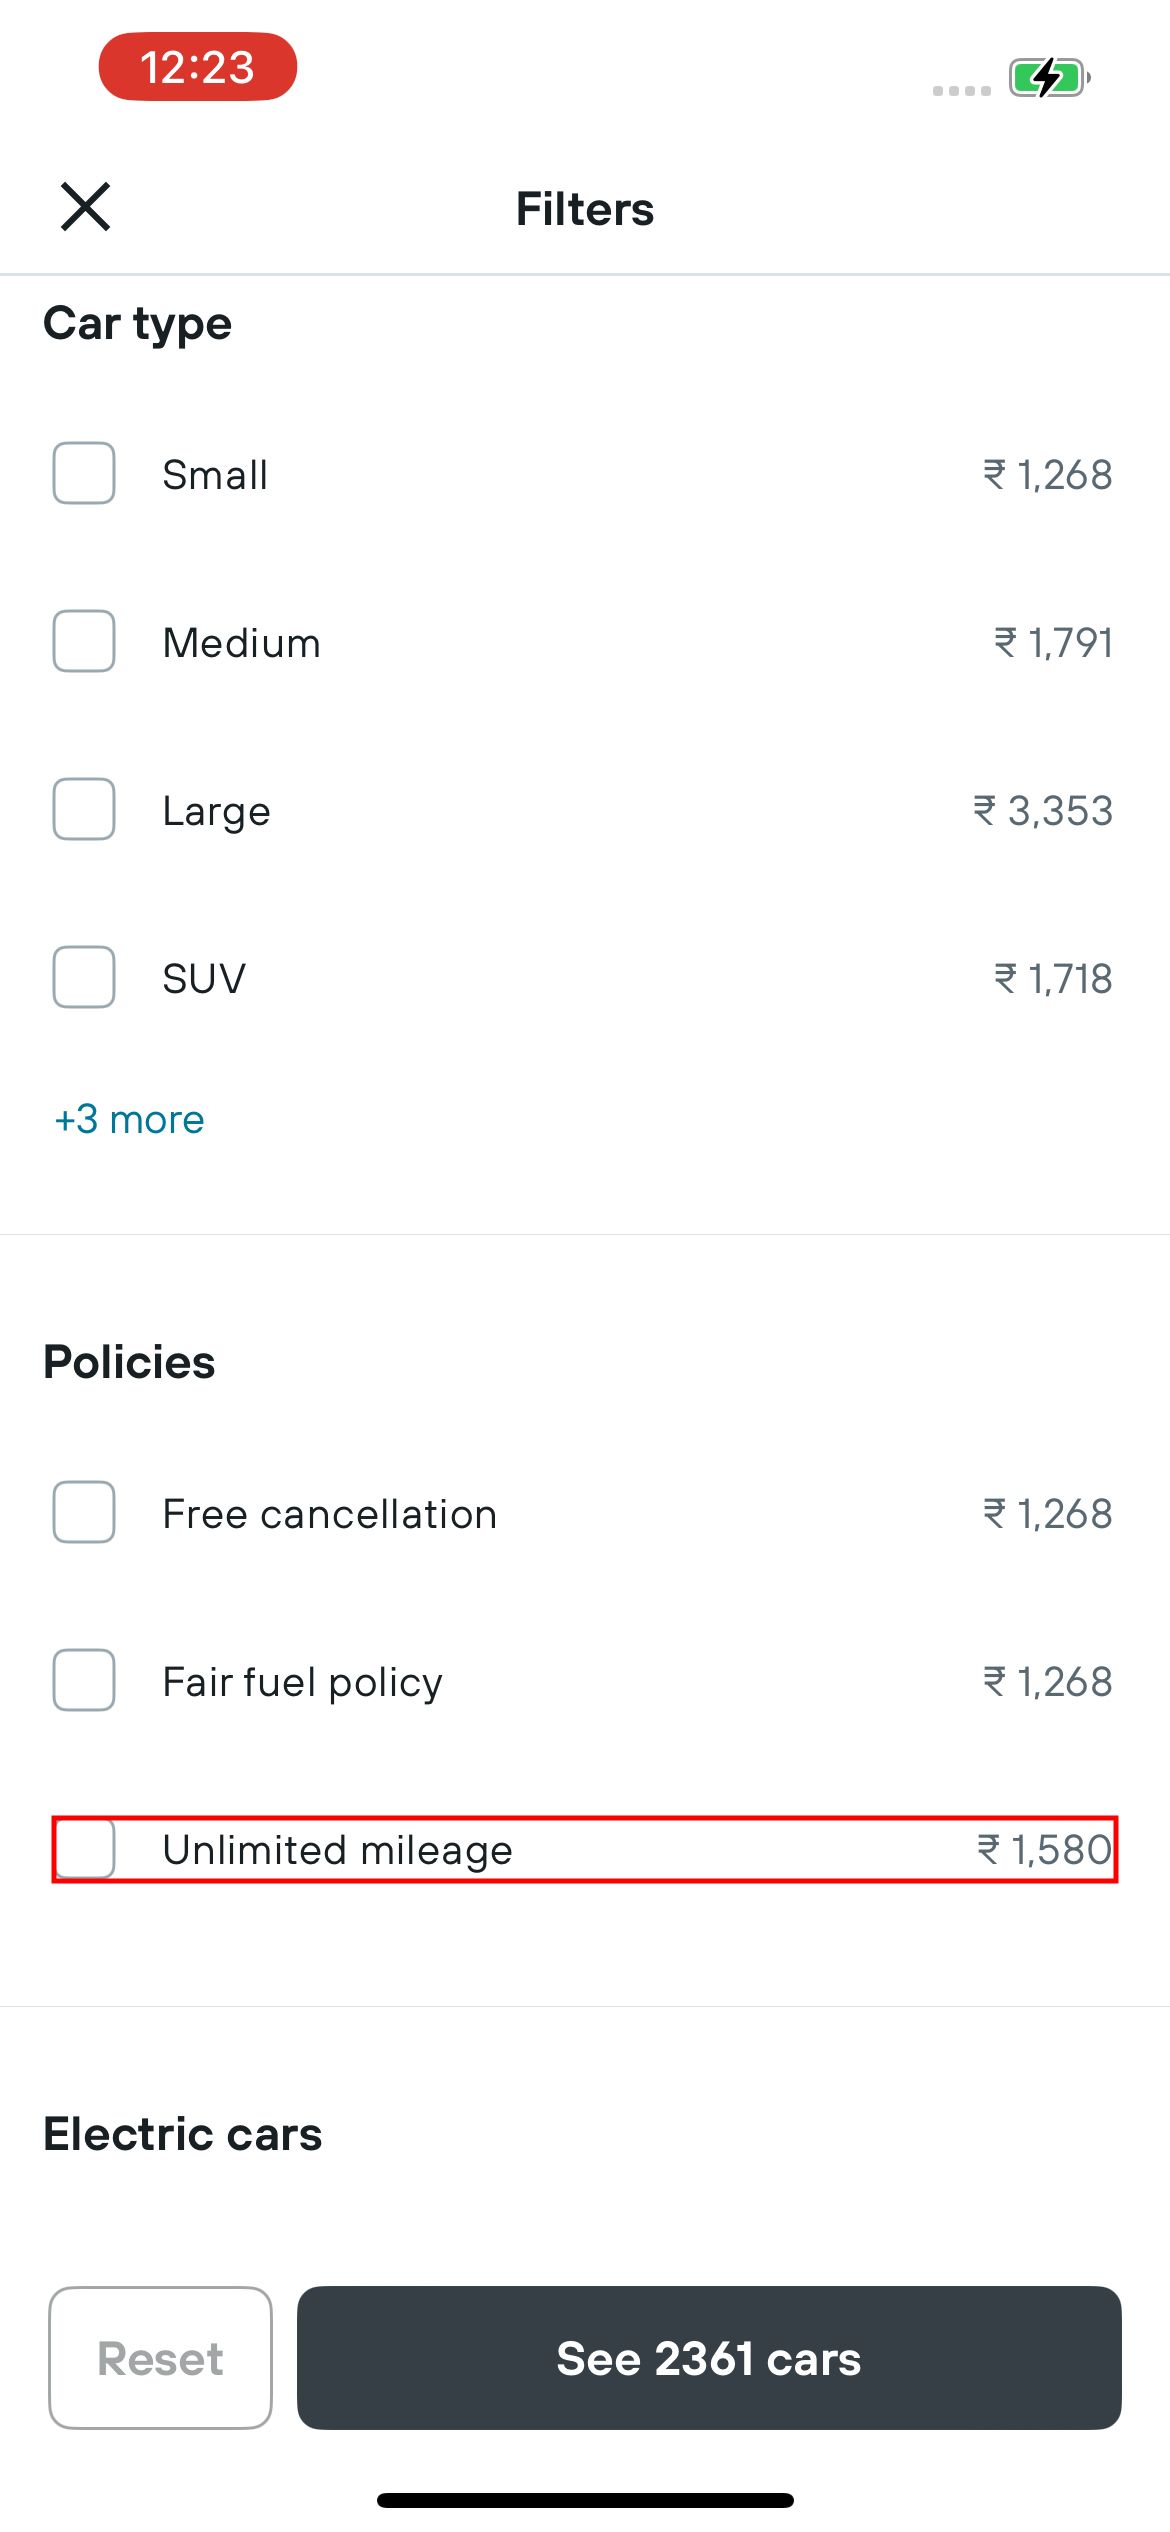 12:23
Filters
Car type
Small ₹ 1,268
Medium ₹ 1,791
Large ₹ 3,353
SUV ₹ 1,718
+3 more
Policies
Free cancellation ₹ 1,268
Fair fuel policy ₹ 1,268
Unlimited mileage ₹ 1,580
Electric cars
Reset See 2361 cars